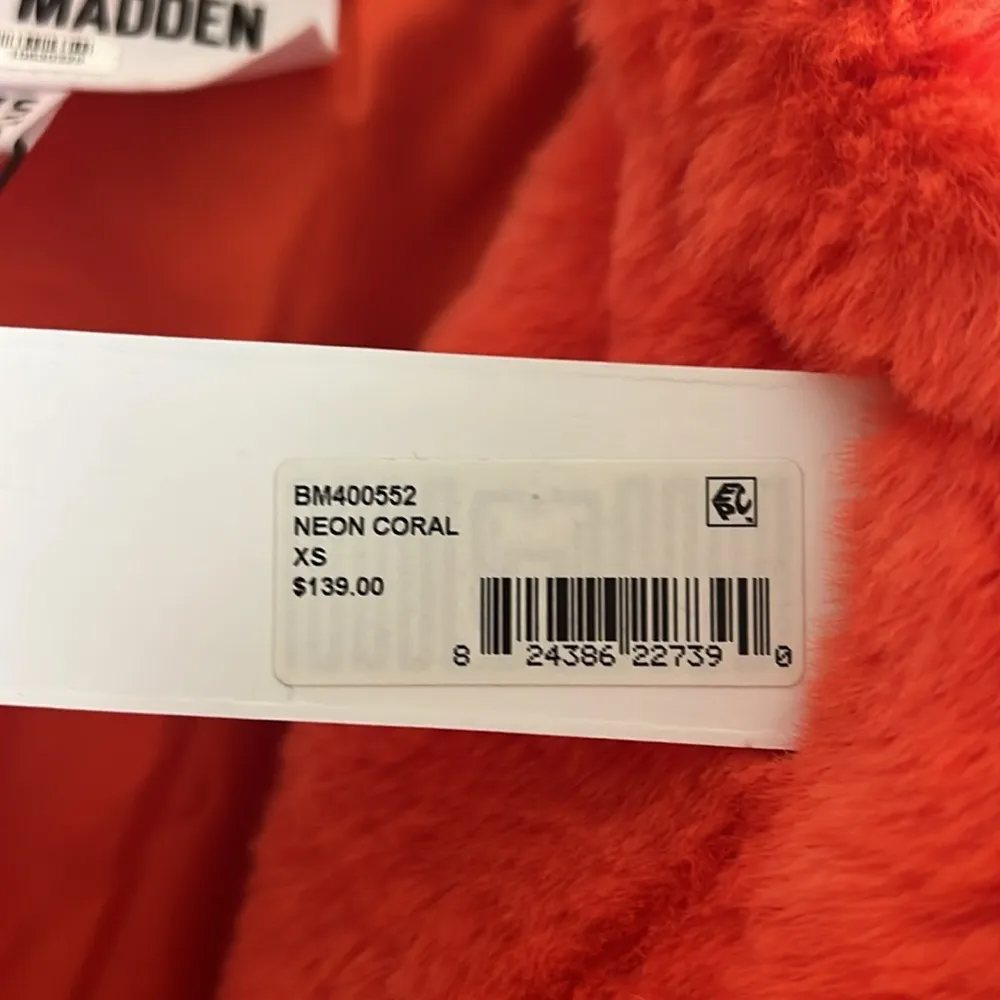 MADDEN
BM400552
NEON CORAL
XS
$139.00
8 24386 22739 0